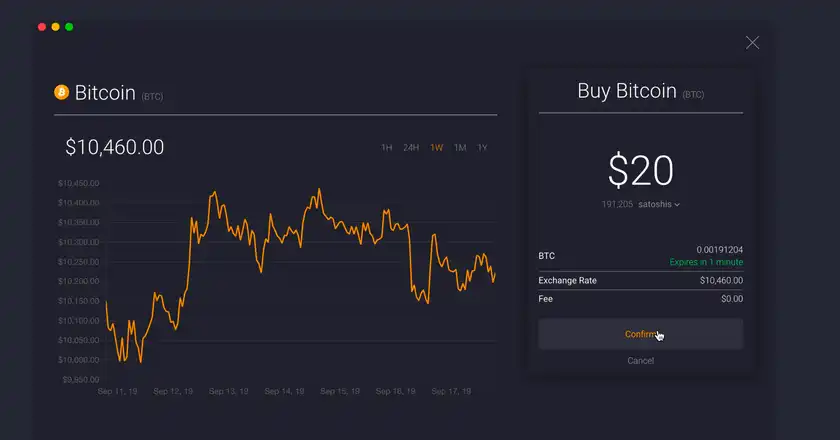 Bitcoin (BTC)
$10,460.00
1H 24H 1W 1M 1Y
$10,450.00
$10,400.00
$10,350.00
$10,300.00
$10,250.00
$10,200.00
$10,150.00
$10,100.00
$10,050.00
$10,000.00
$9,950.00
Sep 11, 19 Sep 12, 19 Sep 13, 19 Sep 14, 19 Sep 15, 19 Sep 16, 19 Sep 17, 19
Buy Bitcoin (BTC)
$20
191,205 satoshis
BTC 0.00191204
Expires in 1 minute
Exchange Rate $10,460.00
Fee $0.00
Confirm
Cancel